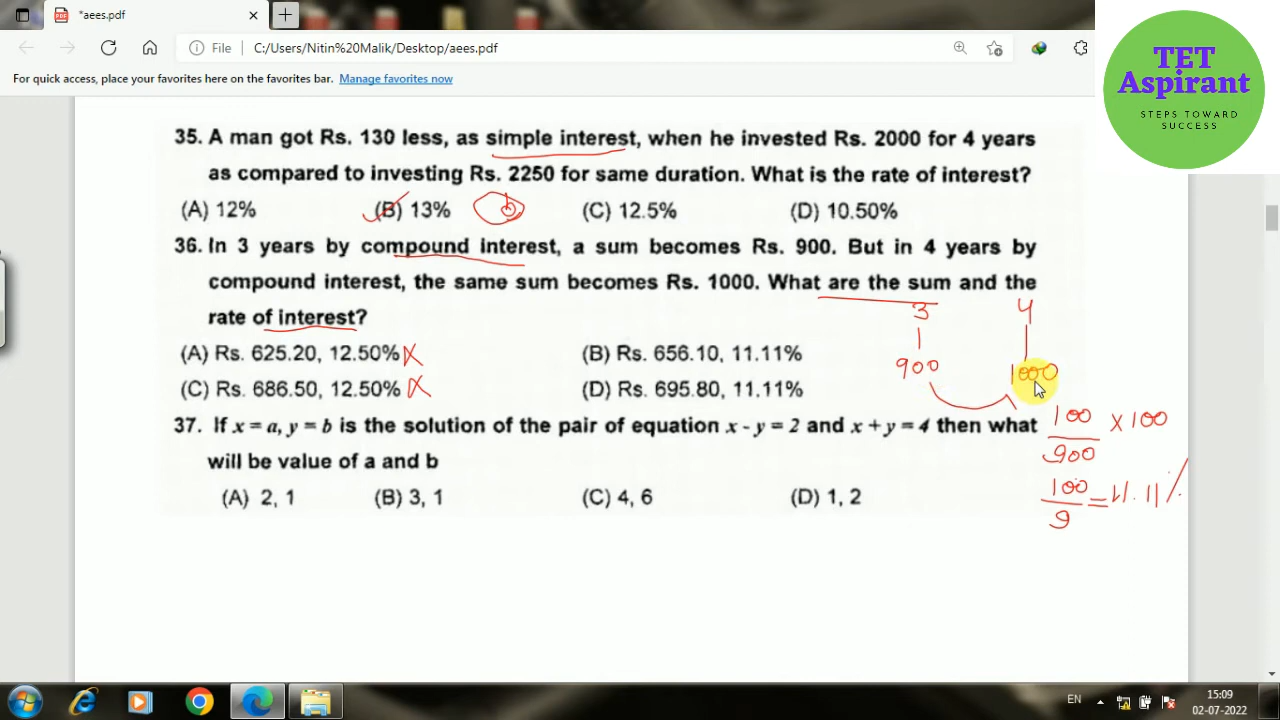 *aees.pdf
File
C:/Users/Nitin%20Malik/Desktop/aees.pdf
For quick access, place your favorites here on the favorites bar. Manage favorites now
TET
Aspirant
STEPS TOWARD
SUCCESS
35. A man got Rs. 130 less, as simple interest, when he invested Rs. 2000 for 4 years
as compared to investing Rs. 2250 for same duration. What is the rate of interest?
(A) 12% (B) 13% (C) 12.5% (D) 10.50%
36. In 3 years by compound interest, a sum becomes Rs. 900. But in 4 years by
compound interest, the same sum becomes Rs. 1000. What are the sum and the
rate of interest?
3 4
(A) Rs. 625.20, 12.50% (B) Rs. 656.10, 11.11%
900 1000
(C) Rs. 686.50, 12.50% (D) Rs. 695.80, 11.11%
37. If x = a, y = b is the solution of the pair of equation x - y = 2 and x + y = 4 then what
will be value of a and b
(A) 2, 1 (B) 3, 1 (C) 4, 6 (D) 1, 2
100 × 100
900
100 = 11.11%
9
EN
15:09
02-07-2022